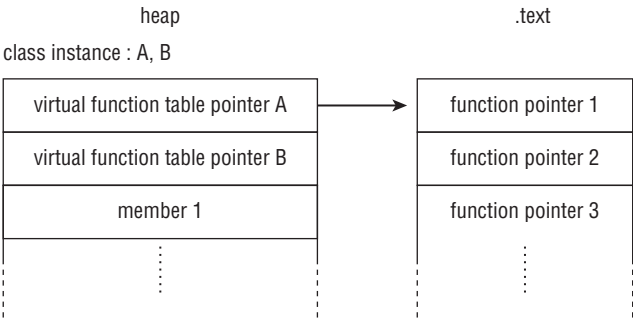 heap
.text
class instance : A, B
virtual function table pointer A
function pointer 1
virtual function table pointer B
function pointer 2
member 1
function pointer 3